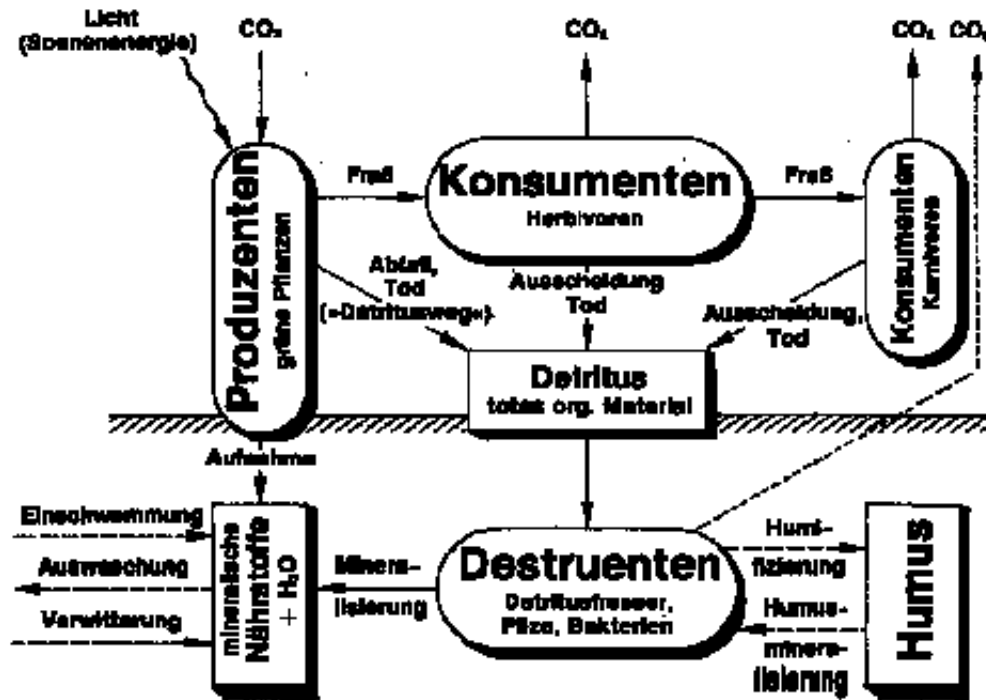 Licht
(Sonnenenergie)
CO₂
CO₂
CO₂
CO₂
Produzenten
grüne Pflanzen
Fraß
Konsumenten
Herbivoren
Fraß
Konsumenten
Karnivores
Abfall,
Tod
(»Detritusweg«)
Ausscheidung
Tod
Ausscheidung,
Tod
Detritus
totes org. Material
Aufnahme
Einschwemmung
Auswaschung
Verwitterung
mineralische
Nährstoffe
+ H₂O
Minera-
lisierung
Destruenten
Detritusfresser,
Pilze, Bakterien
Humi-
fizierung
Humus-
minera-
lisierung
Humus